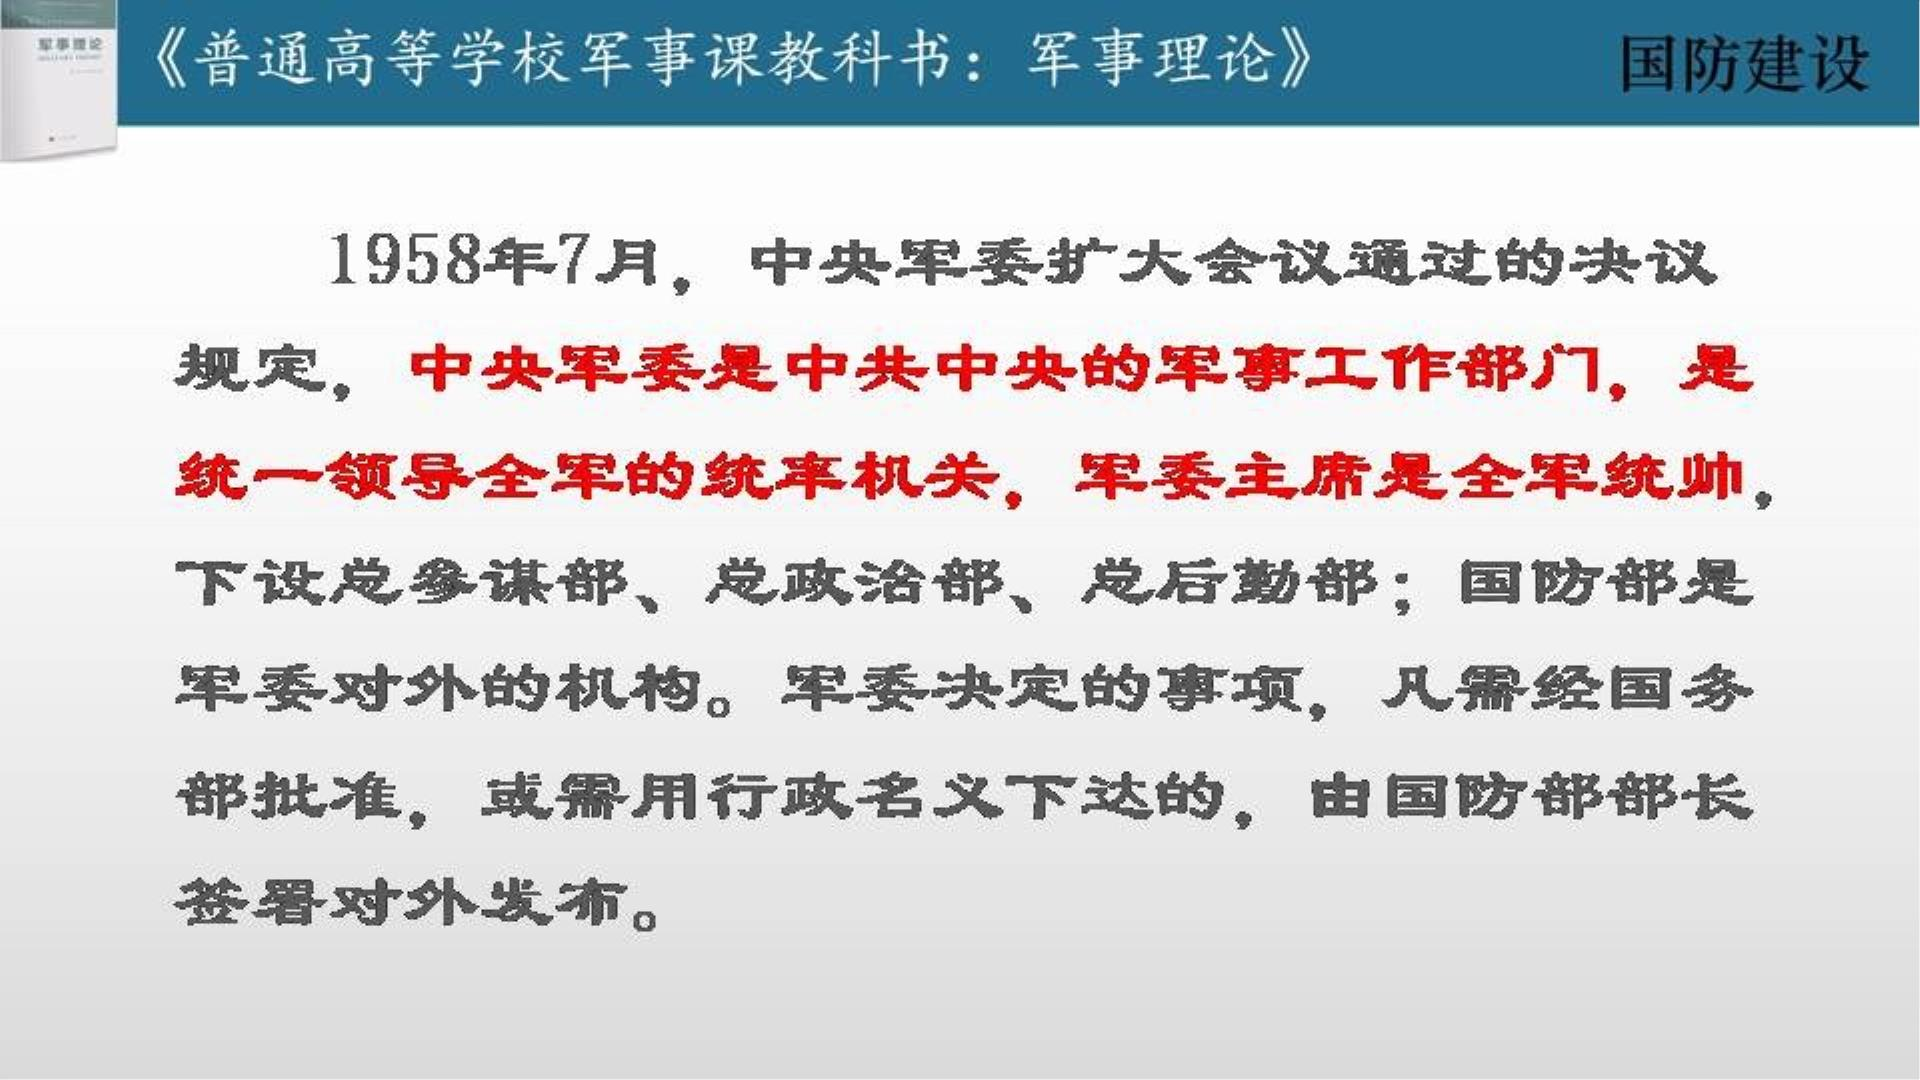 军事理论
《普通高等学校军事课教科书：军事理论》
国防建设
1958年7月，中央军委扩大会议通过的决议
规定，中央军委是中共中央的军事工作部门，是
统一领导全军的统率机关，军委主席是全军统帅，
下设总参谋部、总政治部、总后勤部；国防部是
军委对外的机构。军委决定的事项，凡需经国务
部批准，或需用行政名义下达的，由国防部部长
签署对外发布。